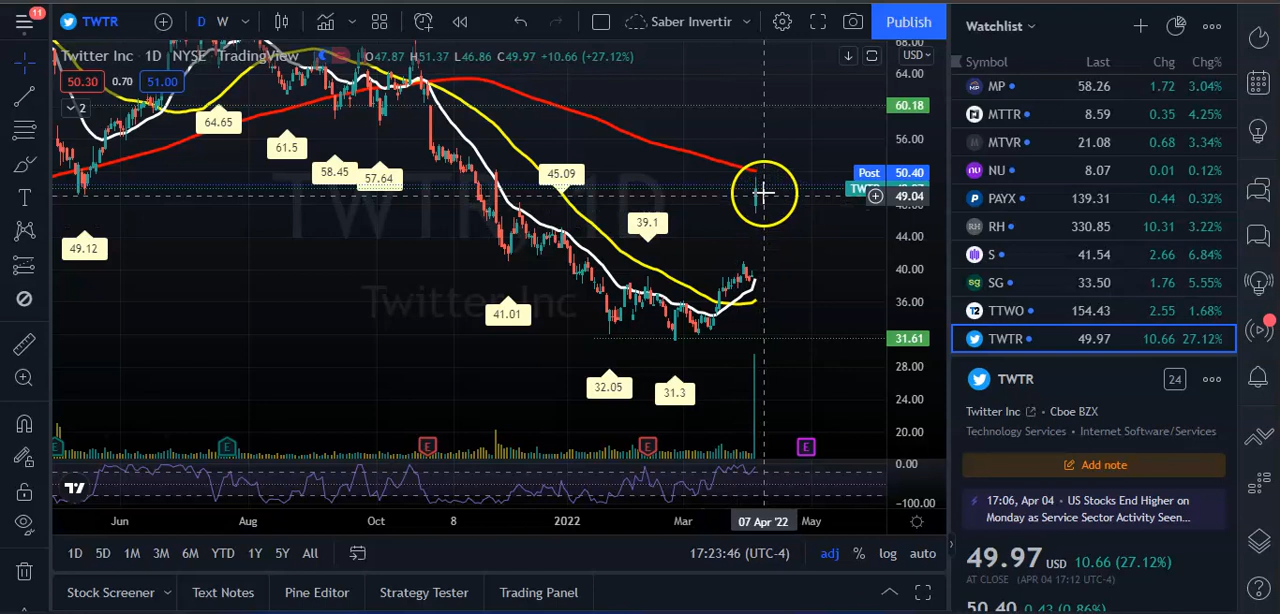 11
TWTR
D
W
Saber Invertir
Publish
Twitter Inc · 1D · NYSE · TradingView
O47.87 H51.37 L46.86 C49.97 +10.66 (+27.12%)
50.30
0.70
51.00
2
USD
68.00
64.00
60.18
56.00
Post 50.40
TWTR
49.04
44.00
40.00
36.00
31.61
28.00
24.00
20.00
0.00
−100.00
64.65
61.5
58.45
57.64
45.09
39.1
49.12
41.01
32.05
31.3
TWTR, 1D
Twitter Inc
E
E
E
E
E
Jun
Aug
Oct
8
2022
Mar
07 Apr '22
May
1D
5D
1M
3M
6M
YTD
1Y
5Y
All
17:23:46 (UTC-4)
adj
%
log
auto
Stock Screener
Text Notes
Pine Editor
Strategy Tester
Trading Panel
Watchlist
Symbol Last Chg Chg%
MP 58.26 1.72 3.04%
MTTR 8.59 0.35 4.25%
MTVR 21.08 0.68 3.34%
NU 8.07 0.01 0.12%
PAYX 139.31 0.44 0.32%
RH 330.85 10.31 3.22%
S 41.54 2.66 6.84%
SG 33.50 1.76 5.55%
TTWO 154.43 2.55 1.68%
TWTR 49.97 10.66 27.12%
TWTR
24
Twitter Inc • Cboe BZX
Technology Services • Internet Software/Services
Add note
17:06, Apr 04 • US Stocks End Higher on
Monday as Service Sector Activity Seen...
49.97 USD 10.66 (27.12%)
AT CLOSE (APR 04 17:12 UTC-4)
50.40 0.43 (0.86%)